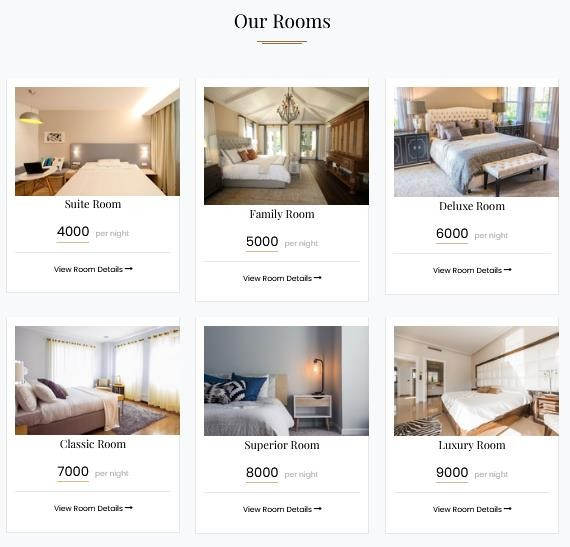 Our Rooms
Suite Room
4000 per night
View Room Details →
Family Room
5000 per night
View Room Details →
Deluxe Room
6000 per night
View Room Details →
Classic Room
7000 per night
View Room Details →
Superior Room
8000 per night
View Room Details →
Luxury Room
9000 per night
View Room Details →